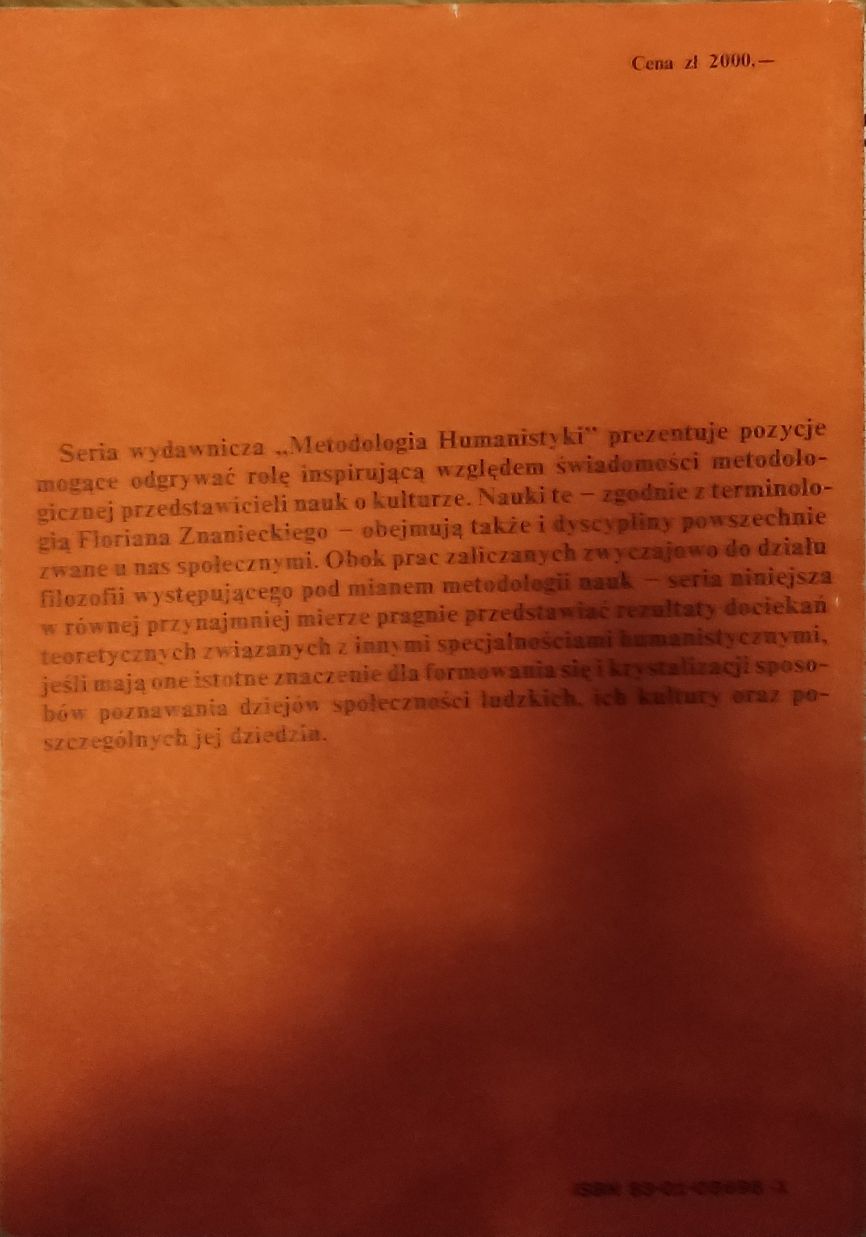 Cena zł 2000,—
Seria wydawnicza „Metodologia Humanistyki” prezentuje pozycje
mogące odgrywać rolę inspirującą względem świadomości metodolo-
gicznej przedstawicieli nauk o kulturze. Nauki te – zgodnie z terminolo-
gią Floriana Znanieckiego – obejmują także i dyscypliny powszechnie
zwane u nas społecznymi. Obok prac zaliczanych zwyczajowo do działu
filozofii występującego pod mianem metodologii nauk – seria niniejsza
w równej przynajmniej mierze pragnie przedstawiać rezultaty dociekań
teoretycznych związanych z innymi specjalnościami humanistycznymi,
jeśli mają one istotne znaczenie dla formowania się i krystalizacji sposo-
bów poznawania dziejów społeczności ludzkich, ich kultury oraz po-
szczególnych jej dziedzin.
ISBN